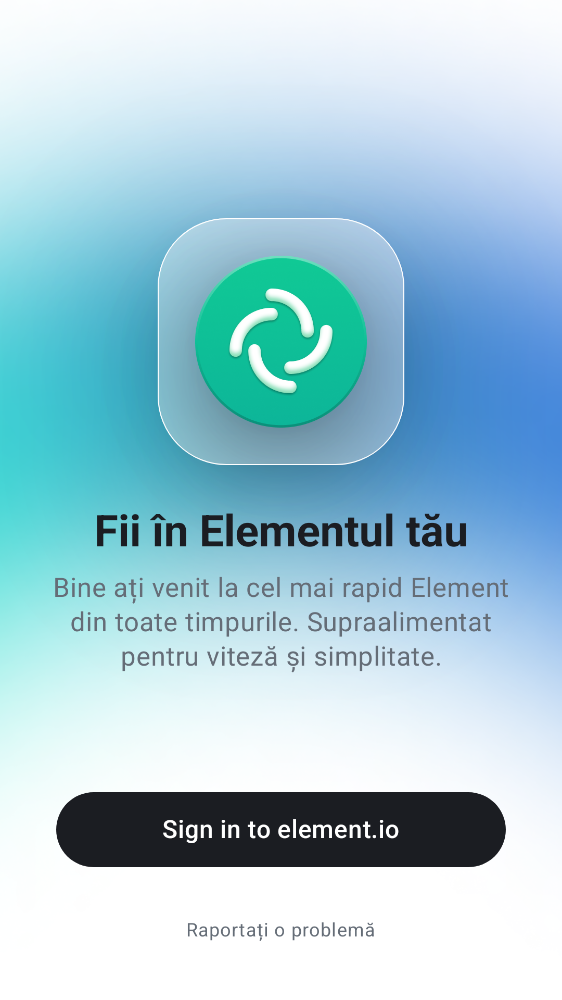 Fii în Elementul tău
Bine ați venit la cel mai rapid Element
din toate timpurile. Supraalimentat
pentru viteză și simplitate.
Sign in to element.io
Raportați o problemă